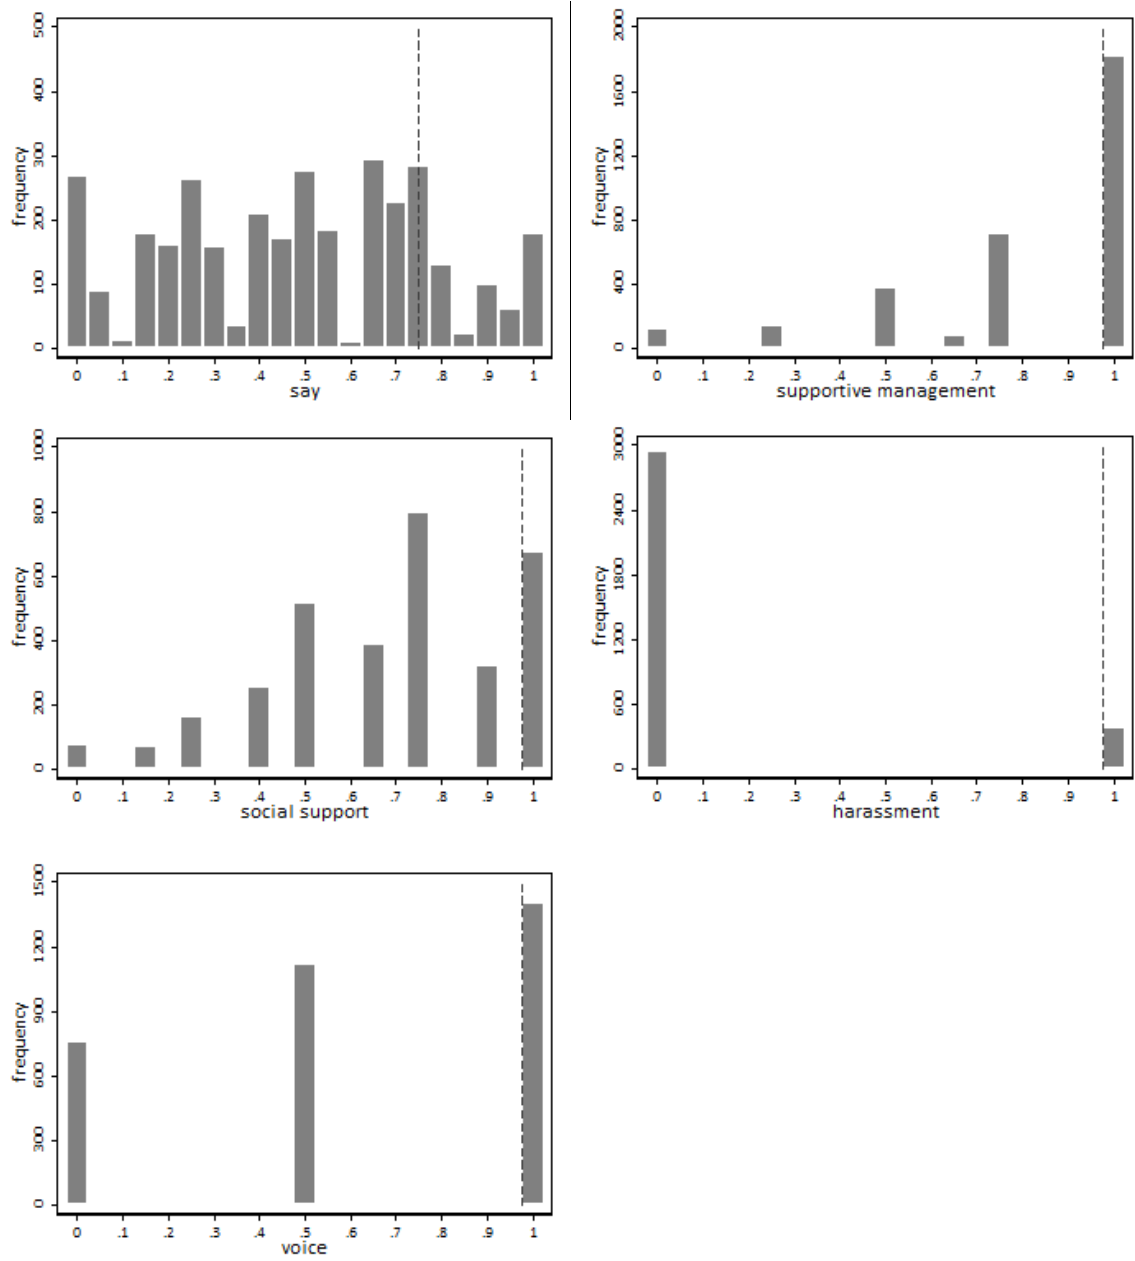 500
400
300
200
100
0
frequency
0 .1 .2 .3 .4 .5 .6 .7 .8 .9 1
say
2000
1600
1200
800
400
0
frequency
0 .1 .2 .3 .4 .5 .6 .7 .8 .9 1
supportive management
1000
800
600
400
200
0
frequency
0 .1 .2 .3 .4 .5 .6 .7 .8 .9 1
social support
3000
2400
1800
1200
600
0
frequency
0 .1 .2 .3 .4 .5 .6 .7 .8 .9 1
harassment
1500
1200
900
600
300
0
frequency
0 .1 .2 .3 .4 .5 .6 .7 .8 .9 1
voice